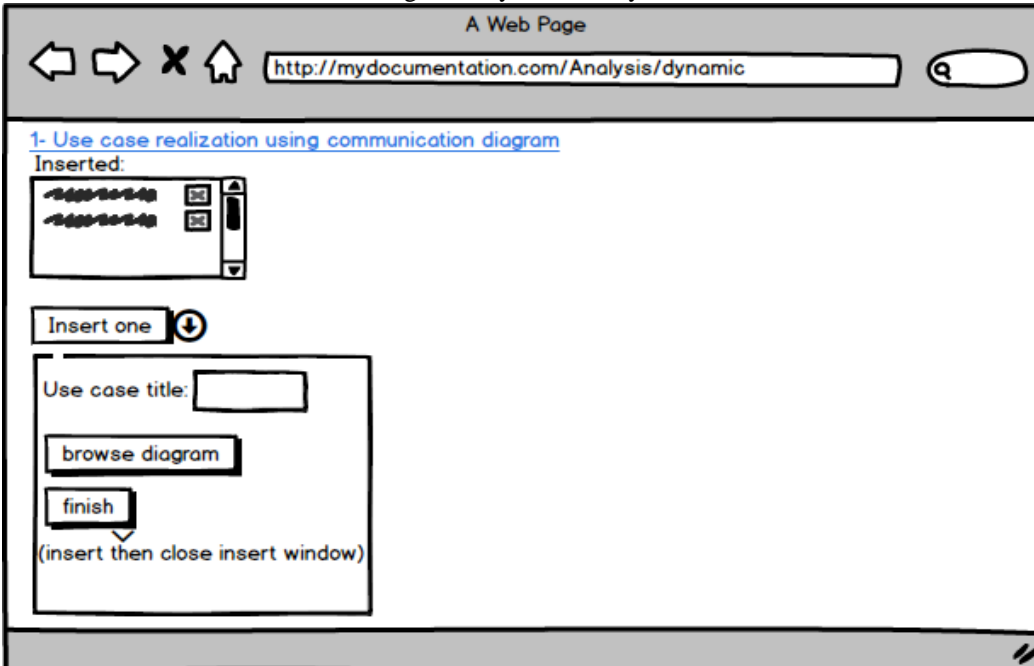 A Web Page
http://mydocumentation.com/Analysis/dynamic
1- Use case realization using communication diagram
Inserted:
Insert one
Use case title:
browse diagram
finish
(insert then close insert window)